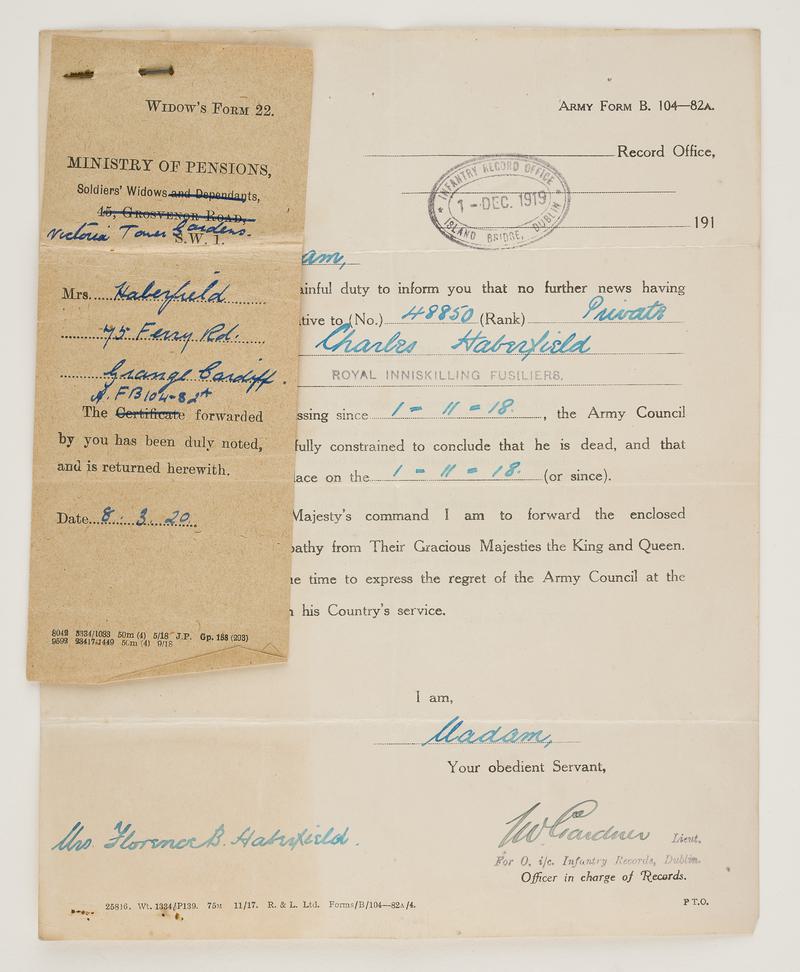 WIDOW'S FORM 22.
MINISTRY OF PENSIONS,
Soldiers' Widows and Dependants,
45, GROSVENOR ROAD,
Victoria Tower Gardens.
S.W. 1.
Mrs. Haberfield
75 Ferry Rd.
Grange Cardiff.
A.FB104-82A
The Certificate forwarded
by you has been duly noted,
and is returned herewith.
Date 8. 3. 20.
8042 5334/1083 50m (4) 5/18 J.P. Gp. 188 (203)
9592 50m (4) 9/18
ARMY FORM B. 104—82A.
Record Office,
INFANTRY RECORD OFFICE
1 - DEC. 1919
ISLAND BRIDGE, DUBLIN
191
am,
ainful duty to inform you that no further news having
tive to (No.) 48850 (Rank) Private
Charles Haberfield
ROYAL INNISKILLING FUSILIERS.
ssing since 1 = 11 = 18. , the Army Council
fully constrained to conclude that he is dead, and that
ace on the 1 = 11 = 18. (or since).
Majesty's command I am to forward the enclosed
pathy from Their Gracious Majesties the King and Queen.
e time to express the regret of the Army Council at the
n his Country's service.
I am,
Madam,
Your obedient Servant,
Mrs Florence B. Haberfield.
W Gardner Lieut.
For O. i/c. Infantry Records, Dublin.
Officer in charge of Records.
25816. Wt. 1334/P139. 75M 11/17. R. & L. Ltd. Forms/B/104—82A/4.
P T.O.